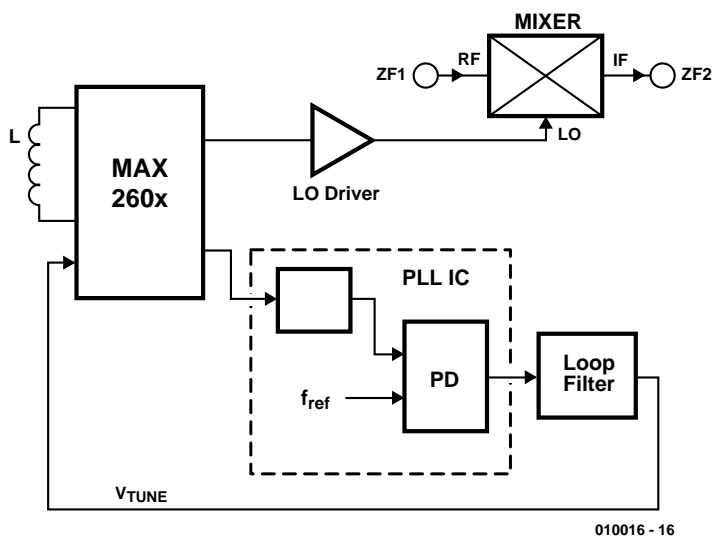 MIXER
ZF1
RF
IF
ZF2
LO
L
MAX
260x
LO Driver
PLL IC
PD
fref
Loop
Filter
VTUNE
010016 - 16